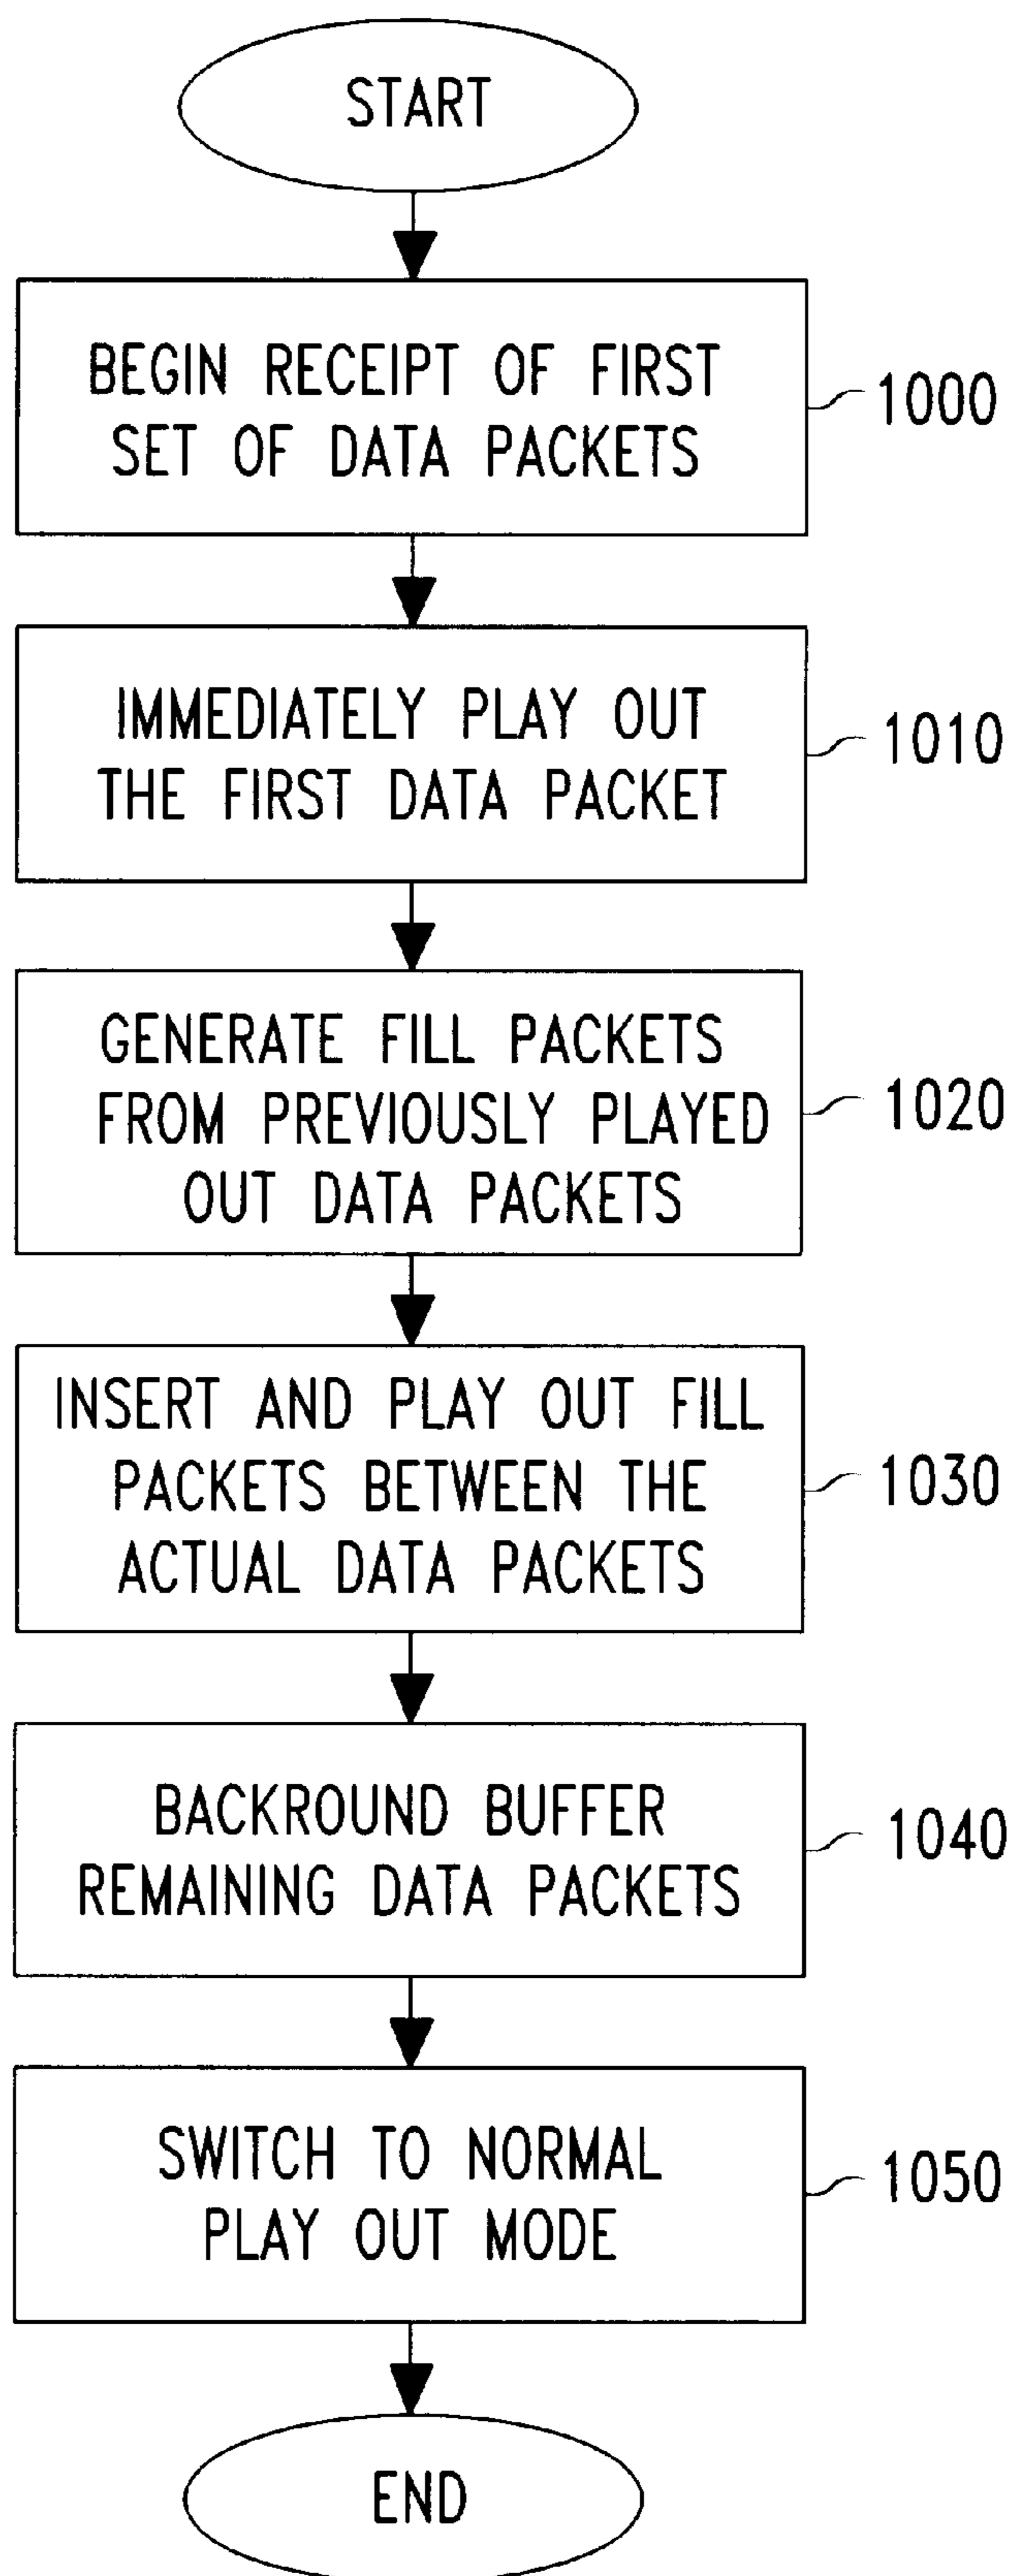 START
BEGIN RECEIPT OF FIRST
SET OF DATA PACKETS
1000
IMMEDIATELY PLAY OUT
THE FIRST DATA PACKET
1010
GENERATE FILL PACKETS
FROM PREVIOUSLY PLAYED
OUT DATA PACKETS
1020
INSERT AND PLAY OUT FILL
PACKETS BETWEEN THE
ACTUAL DATA PACKETS
1030
BACKROUND BUFFER
REMAINING DATA PACKETS
1040
SWITCH TO NORMAL
PLAY OUT MODE
1050
END